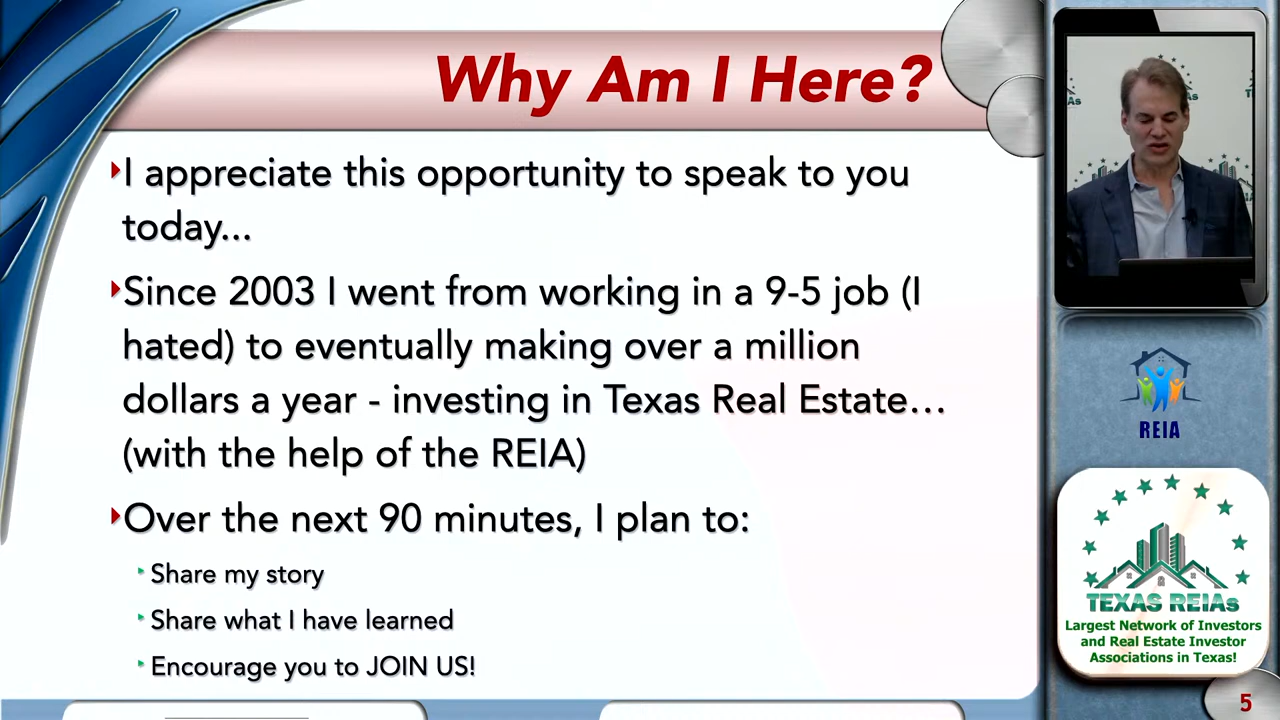 Why Am I Here?
I appreciate this opportunity to speak to you
today...
Since 2003 I went from working in a 9-5 job (I
hated) to eventually making over a million
dollars a year - investing in Texas Real Estate...
(with the help of the REIA)
Over the next 90 minutes, I plan to:
Share my story
Share what I have learned
Encourage you to JOIN US!
REIA
TEXAS REIAs
Largest Network of Investors
and Real Estate Investor
Associations in Texas!
5